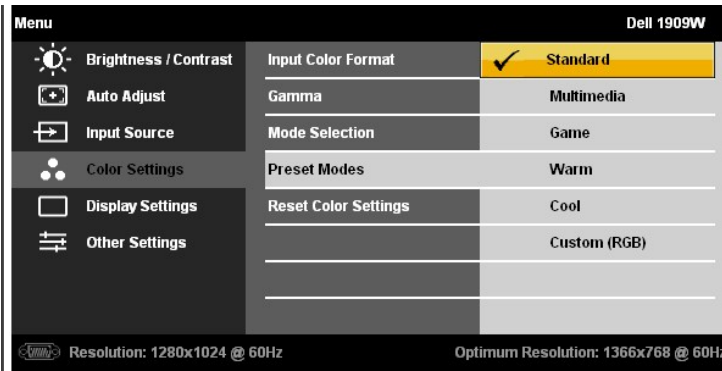 Menu Dell 1909W
Brightness / Contrast Input Color Format Standard
Auto Adjust Gamma Multimedia
Input Source Mode Selection Game
Color Settings Preset Modes Warm
Display Settings Reset Color Settings Cool
Other Settings Custom (RGB)
Resolution: 1280x1024 @ 60Hz Optimum Resolution: 1366x768 @ 60Hz